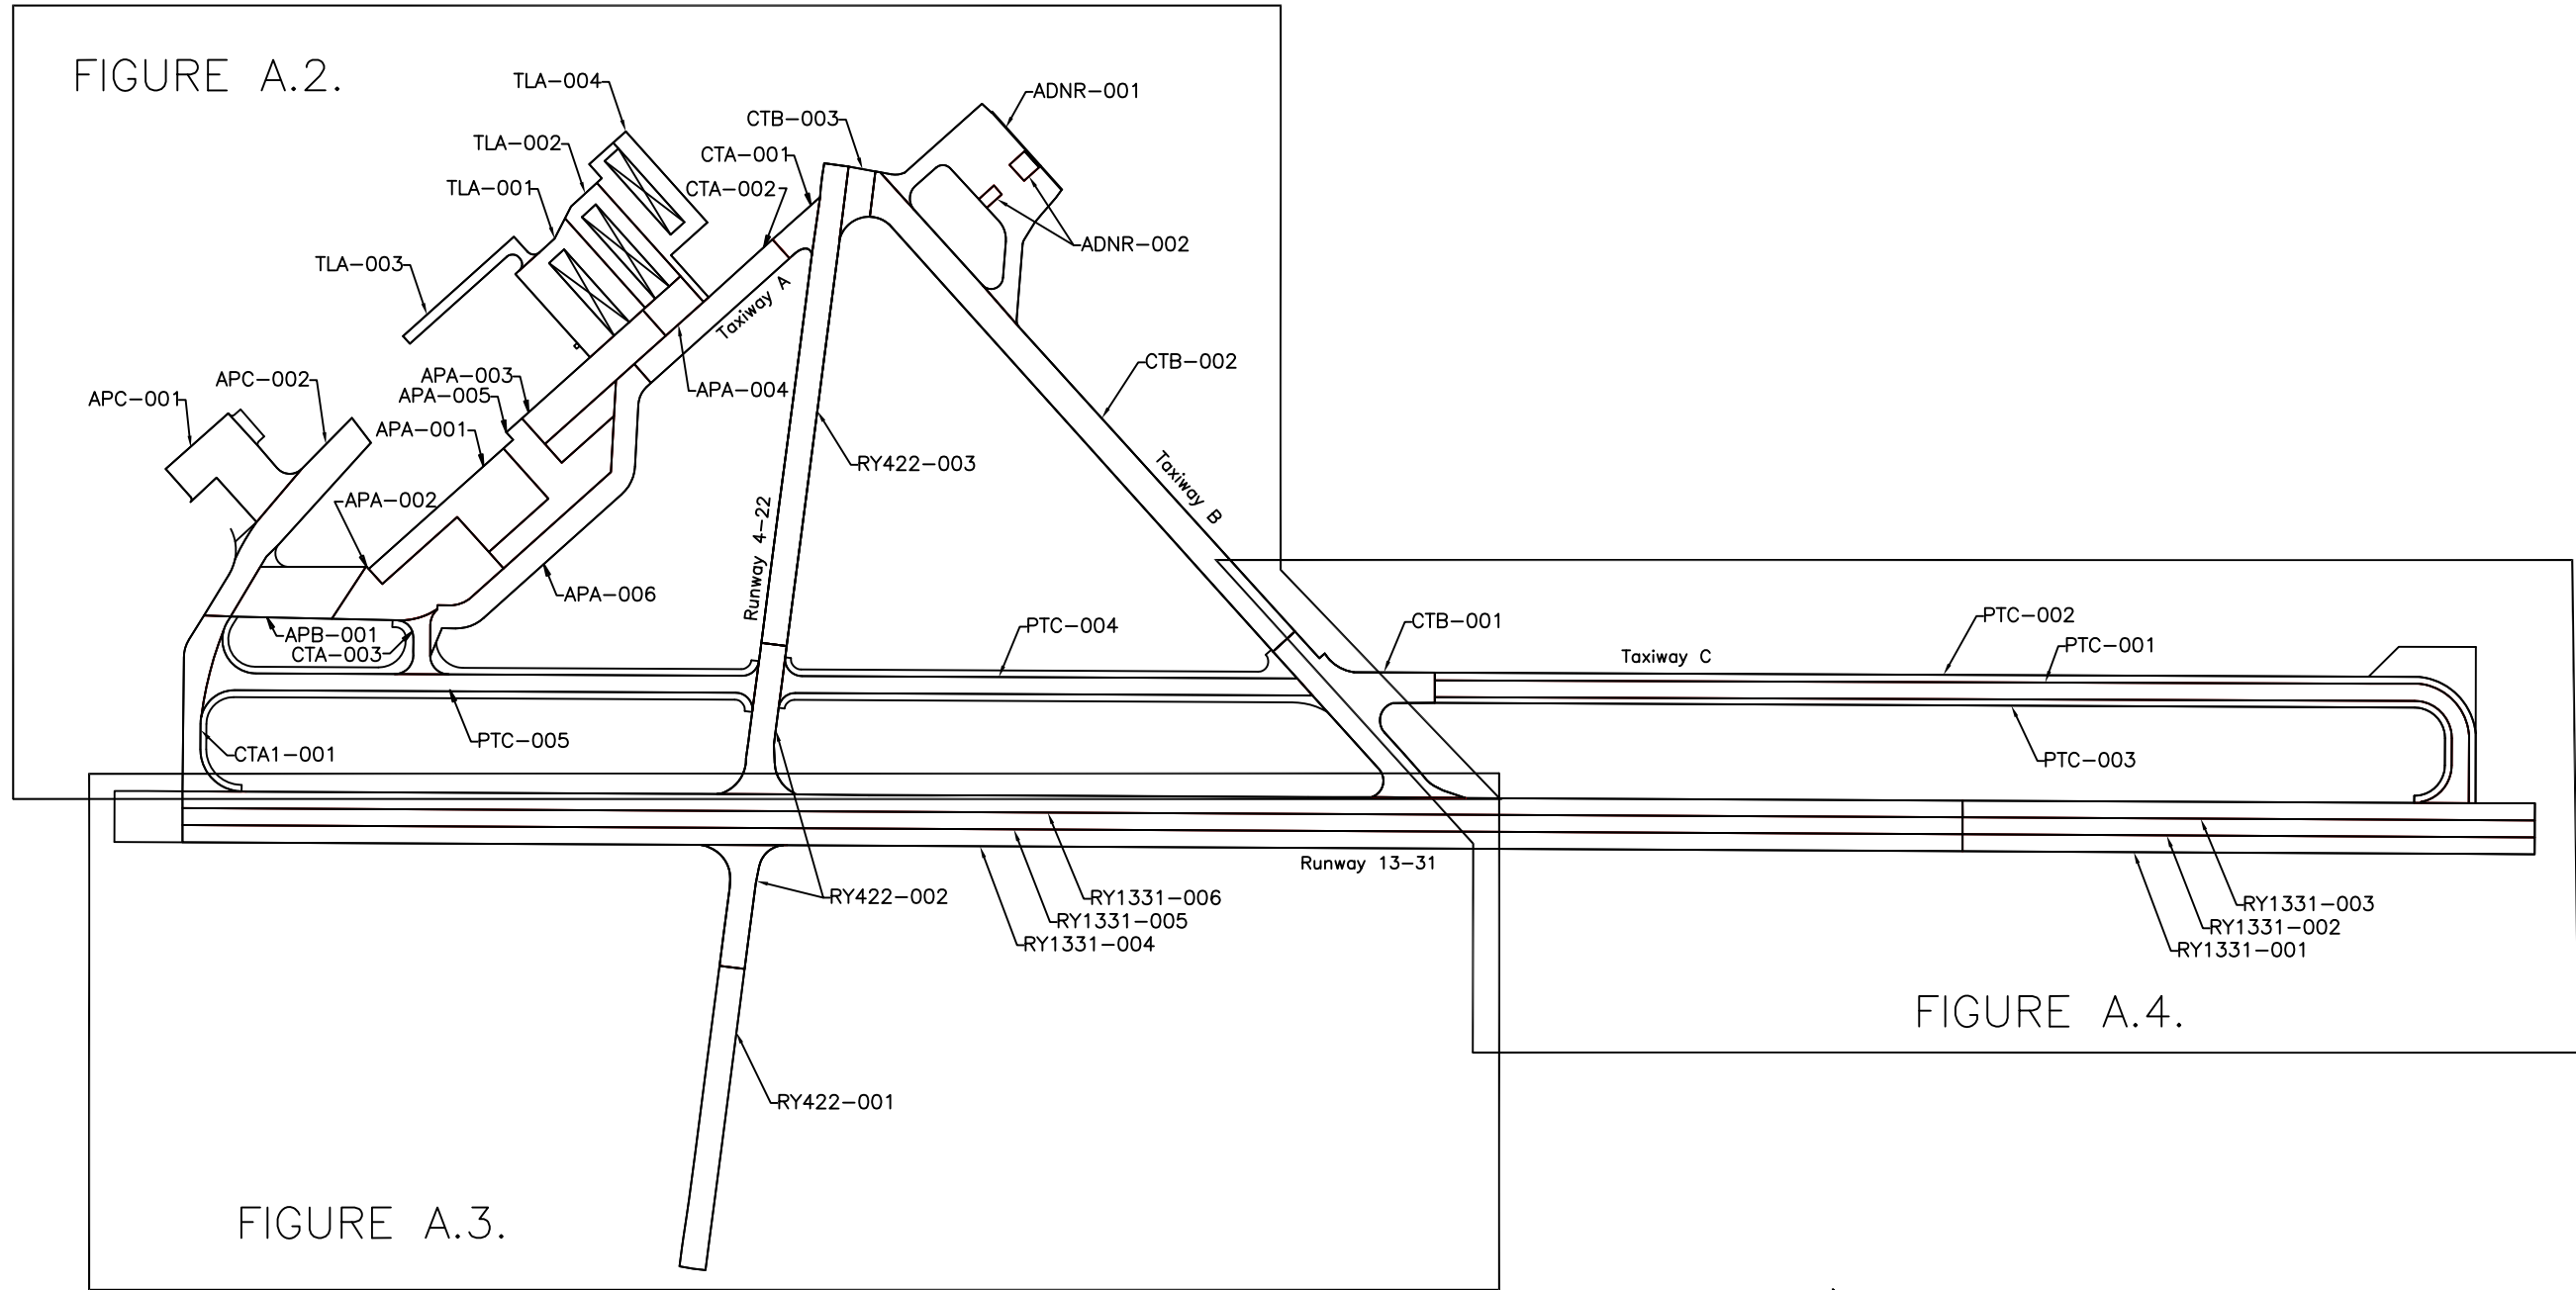 FIGURE A.2.
TLA-004
ADNR-001
CTB-003
TLA-002
CTA-001
TLA-001
CTA-002
ADNR-002
TLA-003
Taxiway A
CTB-002
APA-003
APC-002
APA-004
APA-005
APC-001
APA-001
RY422-003
Taxiway B
APA-002
Runway 4-22
APA-006
PTC-002
CTB-001
PTC-004
APB-001
PTC-001
CTA-003
Taxiway C
PTC-005
CTA1-001
PTC-003
Runway 13-31
RY422-002
RY1331-006
RY1331-003
RY1331-005
RY1331-002
RY1331-004
RY1331-001
FIGURE A.4.
RY422-001
FIGURE A.3.